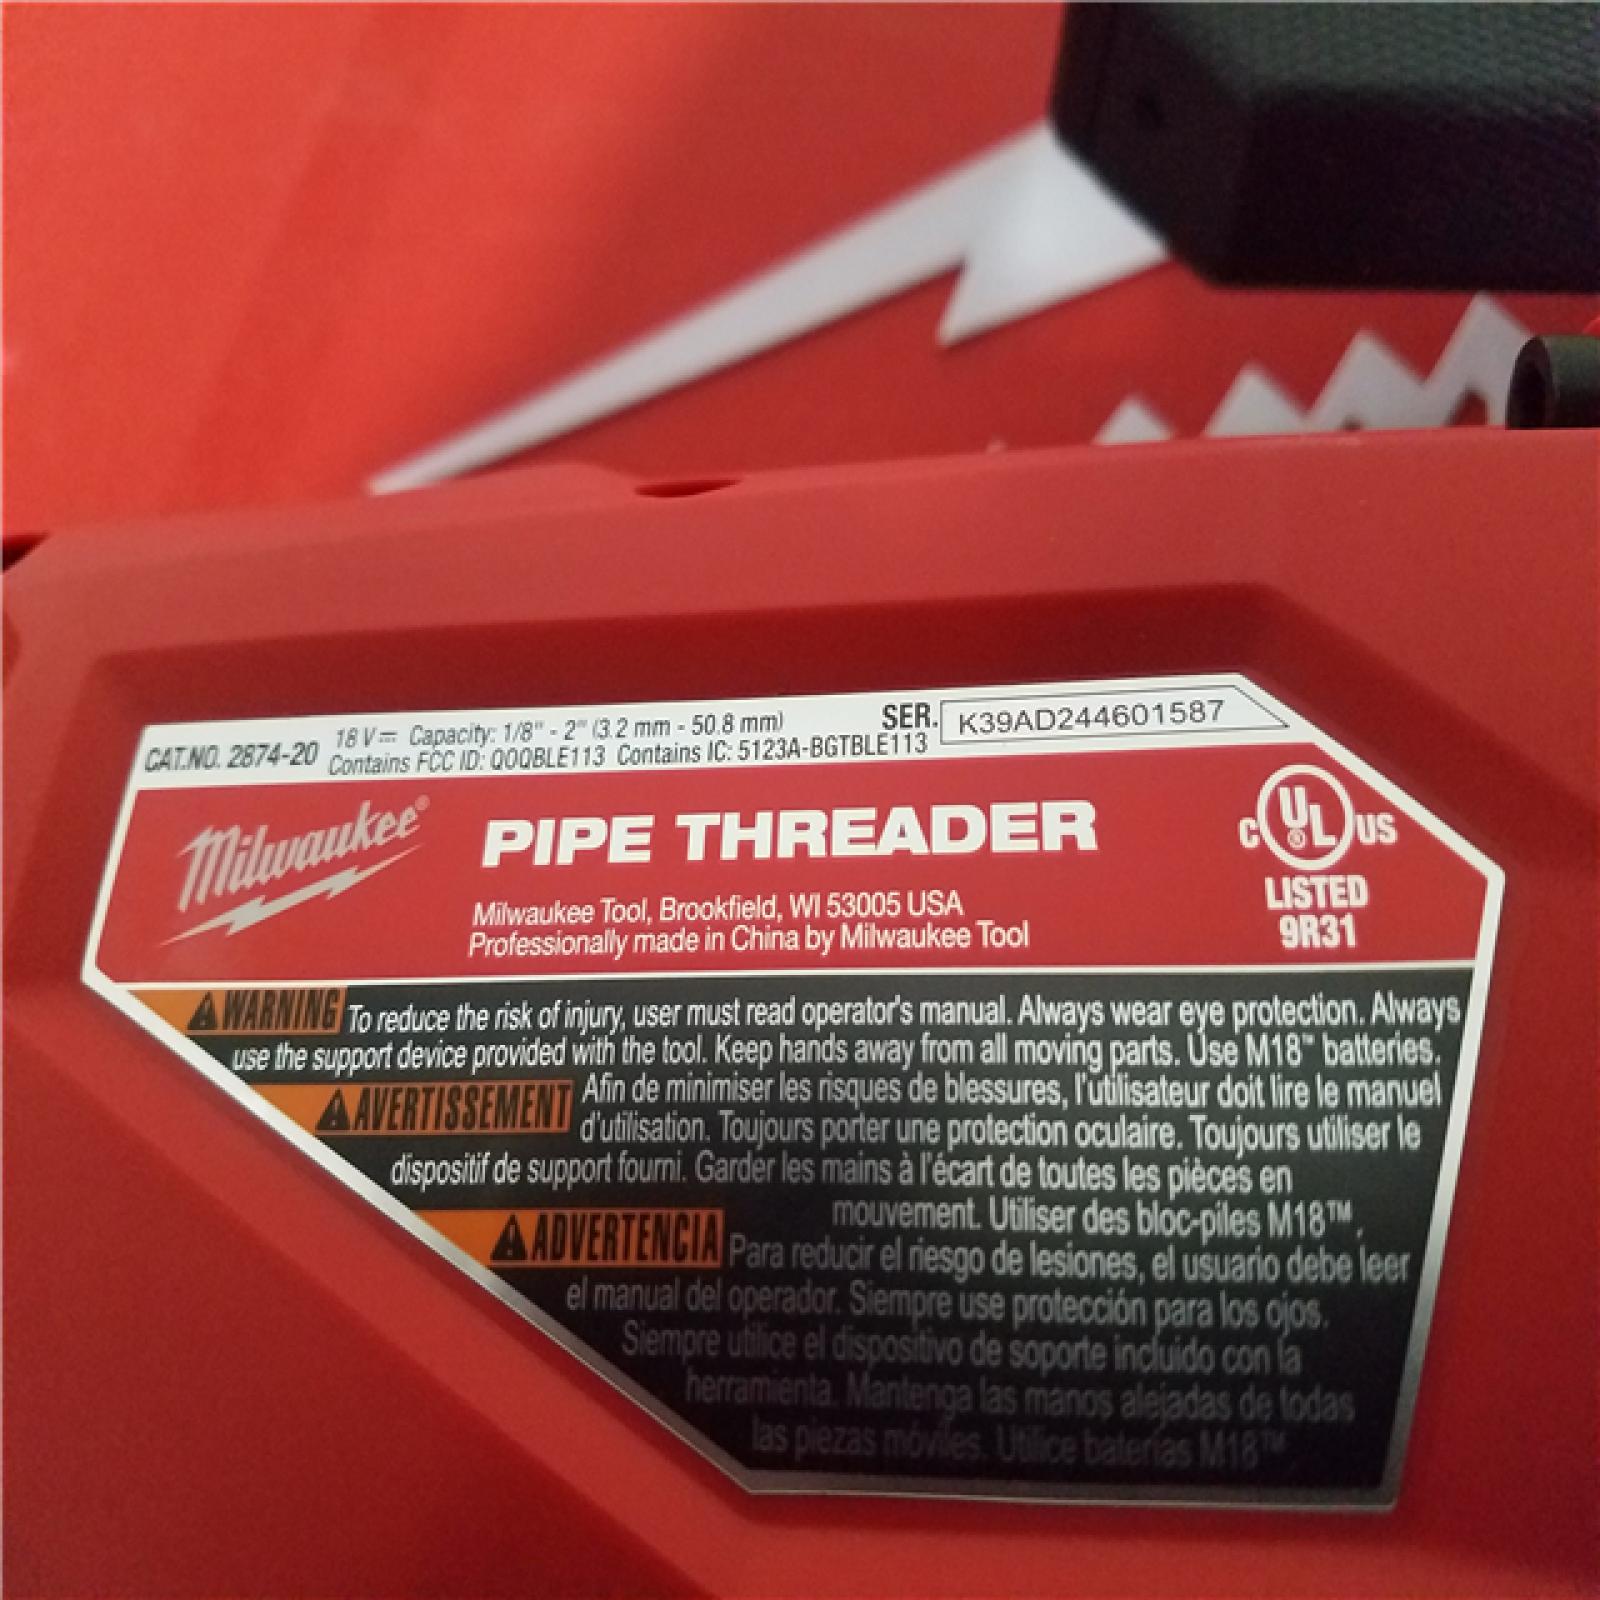 CAT.NO. 2874-20
18 V⎓ Capacity: 1/8" - 2" (3.2 mm - 50.8 mm)
Contains FCC ID: QOQBLE113 Contains IC: 5123A-BGTBLE113
SER. K39AD244601587
Milwaukee®
PIPE THREADER
Milwaukee Tool, Brookfield, WI 53005 USA
Professionally made in China by Milwaukee Tool
C UL® US
LISTED
9R31
WARNING To reduce the risk of injury, user must read operator's manual. Always wear eye protection. Always
use the support device provided with the tool. Keep hands away from all moving parts. Use M18™ batteries.
AVERTISSEMENT Afin de minimiser les risques de blessures, l'utilisateur doit lire le manuel
d'utilisation. Toujours porter une protection oculaire. Toujours utiliser le
dispositif de support fourni. Garder les mains à l'écart de toutes les pièces en
mouvement. Utiliser des bloc-piles M18™.
ADVERTENCIA Para reducir el riesgo de lesiones, el usuario debe leer
el manual del operador. Siempre use protección para los ojos.
Siempre utilice el dispositivo de soporte incluido con la
herramienta. Mantenga las manos alejadas de todas
las piezas móviles. Utilice baterías M18™